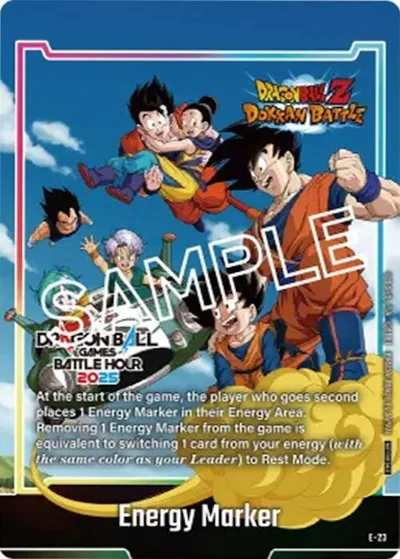 DRAGON BALL Z
DOKKAN BATTLE
SAMPLE
DRAGON BALL
GAMES
BATTLE HOUR
2025
At the start of the game, the player who goes second
places 1 Energy Marker in their Energy Area.
Removing 1 Energy Marker from the game is
equivalent to switching 1 card from your energy (with
the same color as your Leader) to Rest Mode.
Energy Marker
E-23